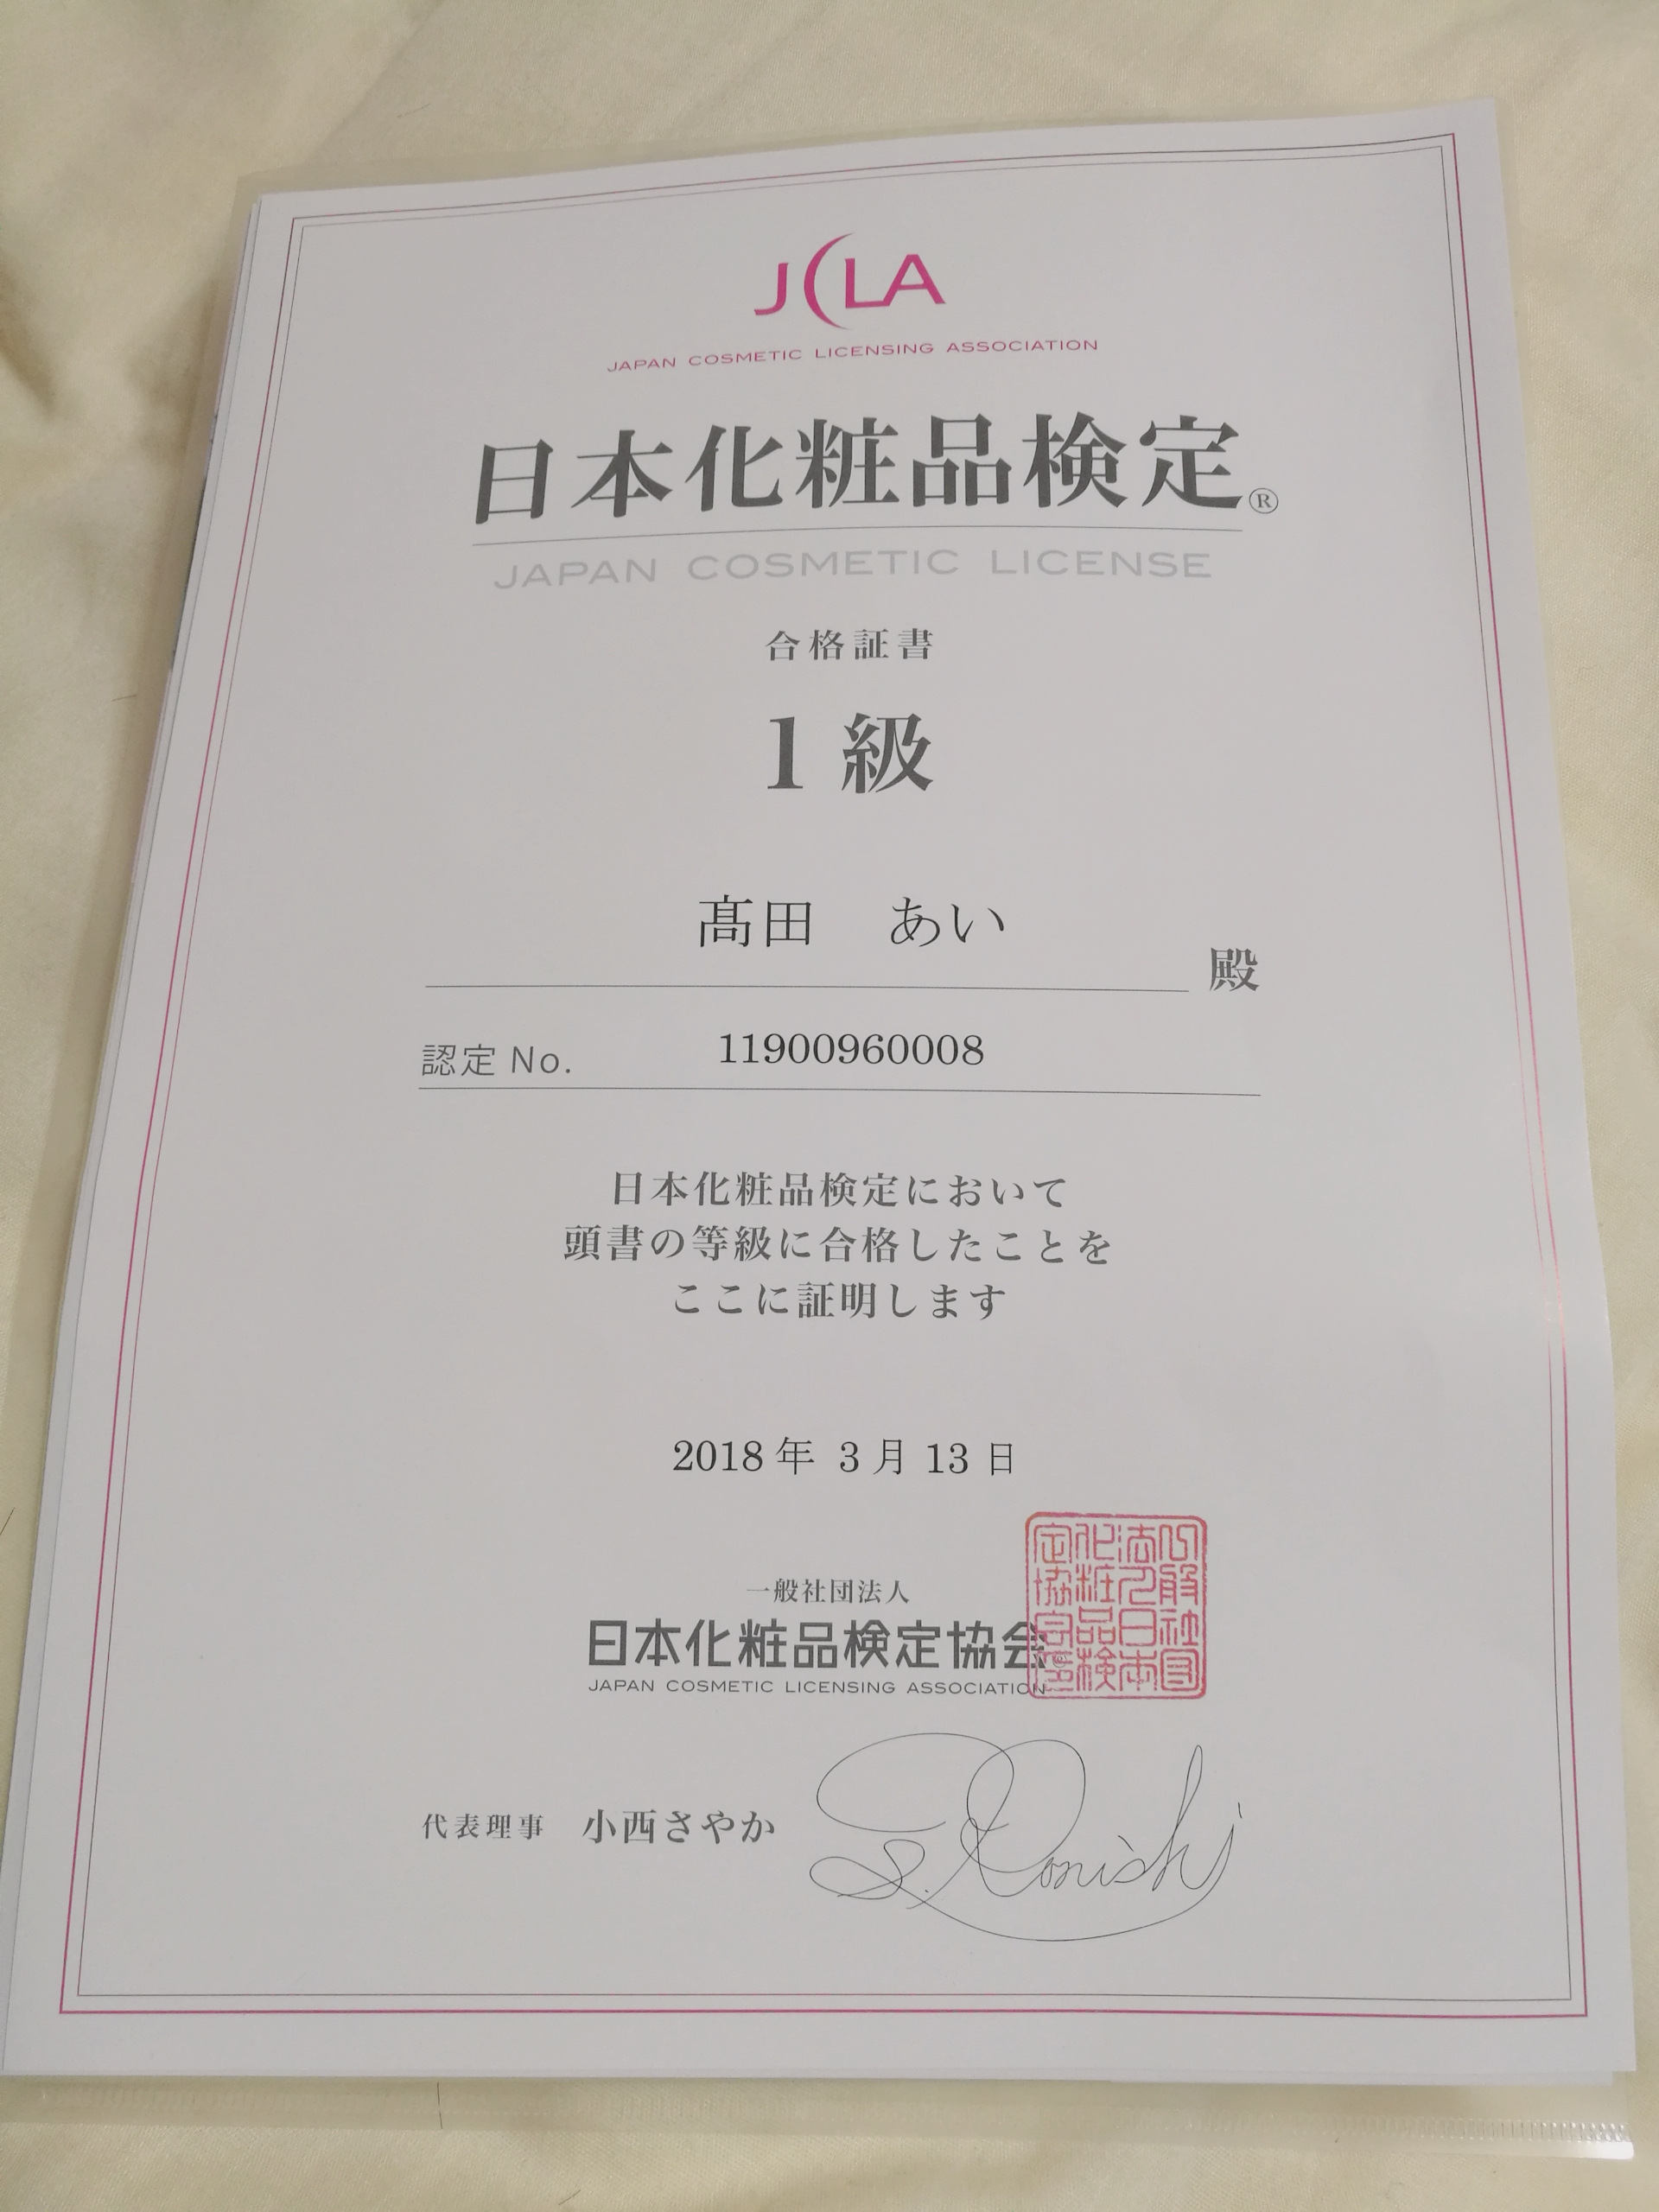 JCLA
JAPAN COSMETIC LICENSING ASSOCIATION
日本化粧品検定®
JAPAN COSMETIC LICENSE
合格証書
1級
髙田 あい 殿
認定 No. 11900960008
日本化粧品検定において
頭書の等級に合格したことを
ここに証明します
2018年 3月 13日
一般社団法人
日本化粧品検定協会®
JAPAN COSMETIC LICENSING ASSOCIATION
代表理事 小西さやか
S. Konishi